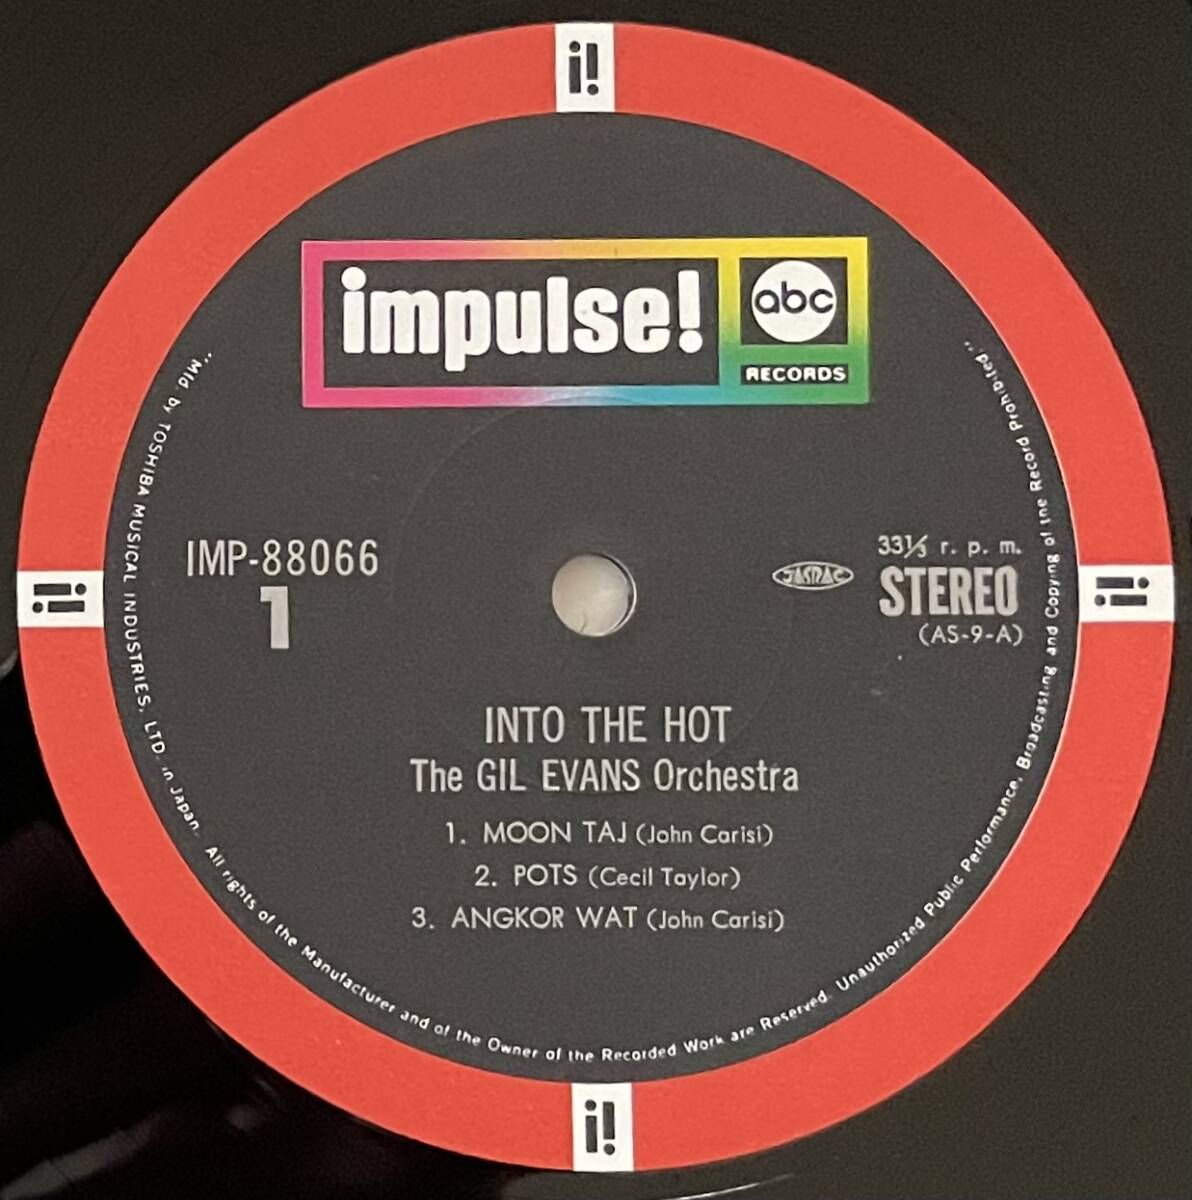 i!
impulse!
abc
RECORDS
"Mfd. by TOSHIBA MUSICAL INDUSTRIES, LTD. in Japan. All rights of the Manufacturer and of the Owner of the Recorded Work are Reserved. Unauthorized Public Performance, Broadcasting and Copying of the Record Prohibited."
IMP-88066
1
JASRAC
33⅓ r. p. m.
STEREO
(AS-9-A)
i!
i!
INTO THE HOT
The GIL EVANS Orchestra
1. MOON TAJ (John Carisi)
2. POTS (Cecil Taylor)
3. ANGKOR WAT (John Carisi)
i!